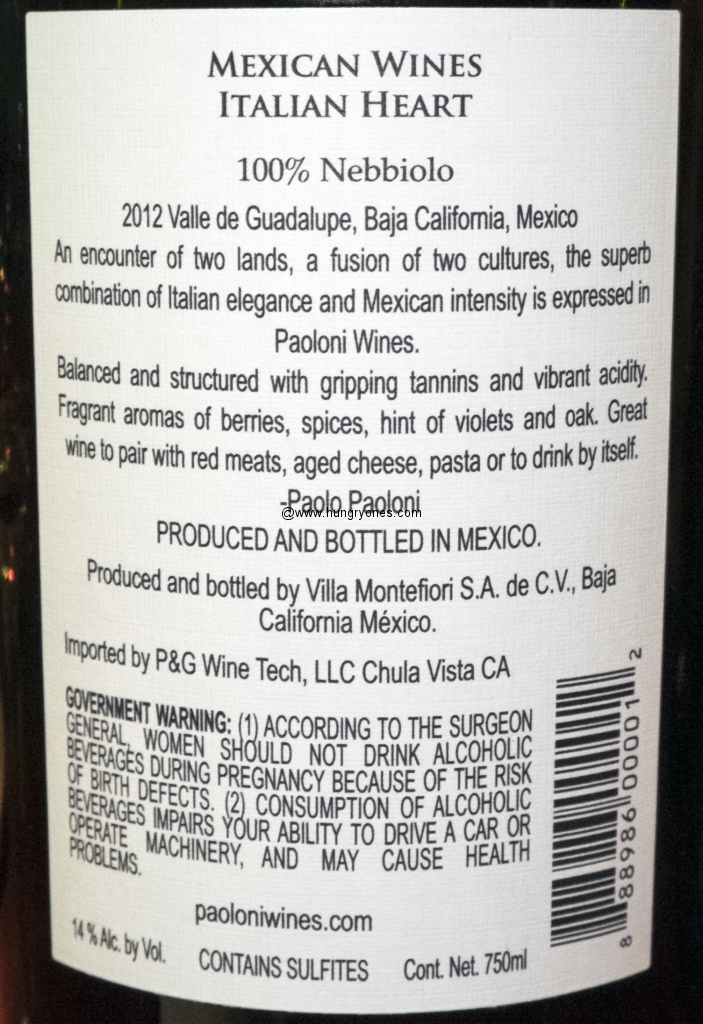 MEXICAN WINES
ITALIAN HEART
100% Nebbiolo
2012 Valle de Guadalupe, Baja California, Mexico
An encounter of two lands, a fusion of two cultures, the superb
combination of Italian elegance and Mexican intensity is expressed in
Paoloni Wines.
Balanced and structured with gripping tannins and vibrant acidity.
Fragrant aromas of berries, spices, hint of violets and oak. Great
wine to pair with red meats, aged cheese, pasta or to drink by itself.
-Paolo Paoloni
@www.hungryones.com
PRODUCED AND BOTTLED IN MEXICO.
Produced and bottled by Villa Montefiori S.A. de C.V., Baja
California México.
Imported by P&G Wine Tech, LLC Chula Vista CA
GOVERNMENT WARNING: (1) ACCORDING TO THE SURGEON
GENERAL, WOMEN SHOULD NOT DRINK ALCOHOLIC
BEVERAGES DURING PREGNANCY BECAUSE OF THE RISK
OF BIRTH DEFECTS. (2) CONSUMPTION OF ALCOHOLIC
BEVERAGES IMPAIRS YOUR ABILITY TO DRIVE A CAR OR
OPERATE MACHINERY, AND MAY CAUSE HEALTH
PROBLEMS.
8 88986 00001 2
paoloniwines.com
14 % Alc. by Vol.
CONTAINS SULFITES
Cont. Net. 750ml